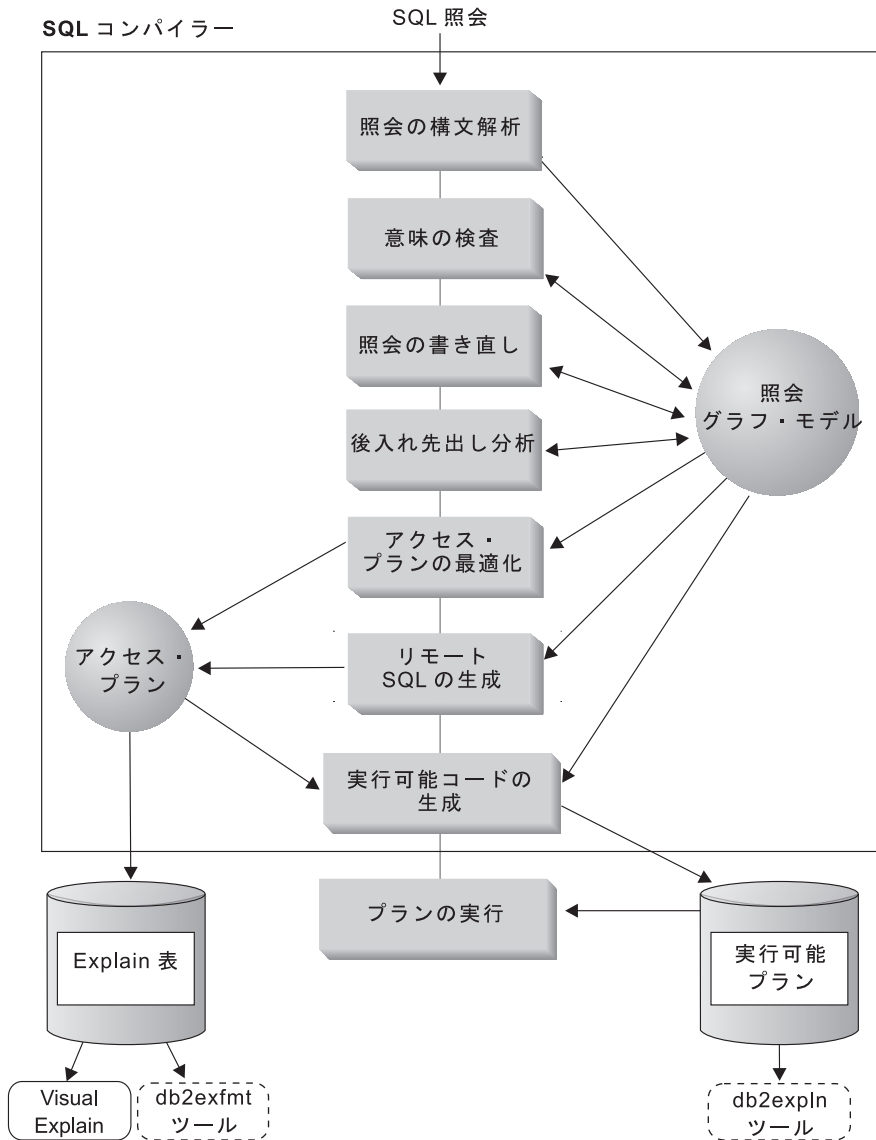 SQL コンパイラー
SQL 照会
照会の構文解析
意味の検査
照会の書き直し
照会
グラフ・モデル
後入れ先出し分析
アクセス・
プランの最適化
アクセス・
プラン
リモート
SQL の生成
実行可能コードの
生成
プランの実行
Explain 表
実行可能
プラン
Visual
Explain
db2exfmt
ツール
db2expln
ツール